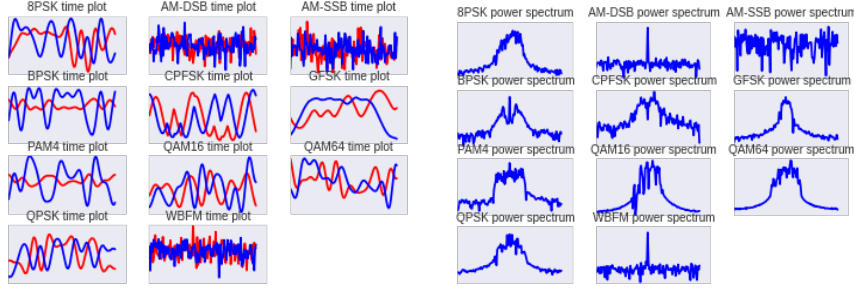 8PSK time plot AM-DSB time plot AM-SSB time plot
BPSK time plot CPFSK time plot GFSK time plot
PAM4 time plot QAM16 time plot QAM64 time plot
QPSK time plot WBFM time plot
8PSK power spectrum AM-DSB power spectrum AM-SSB power spectrum
BPSK power spectrum CPFSK power spectrum GFSK power spectrum
PAM4 power spectrum QAM16 power spectrum QAM64 power spectrum
QPSK power spectrum WBFM power spectrum